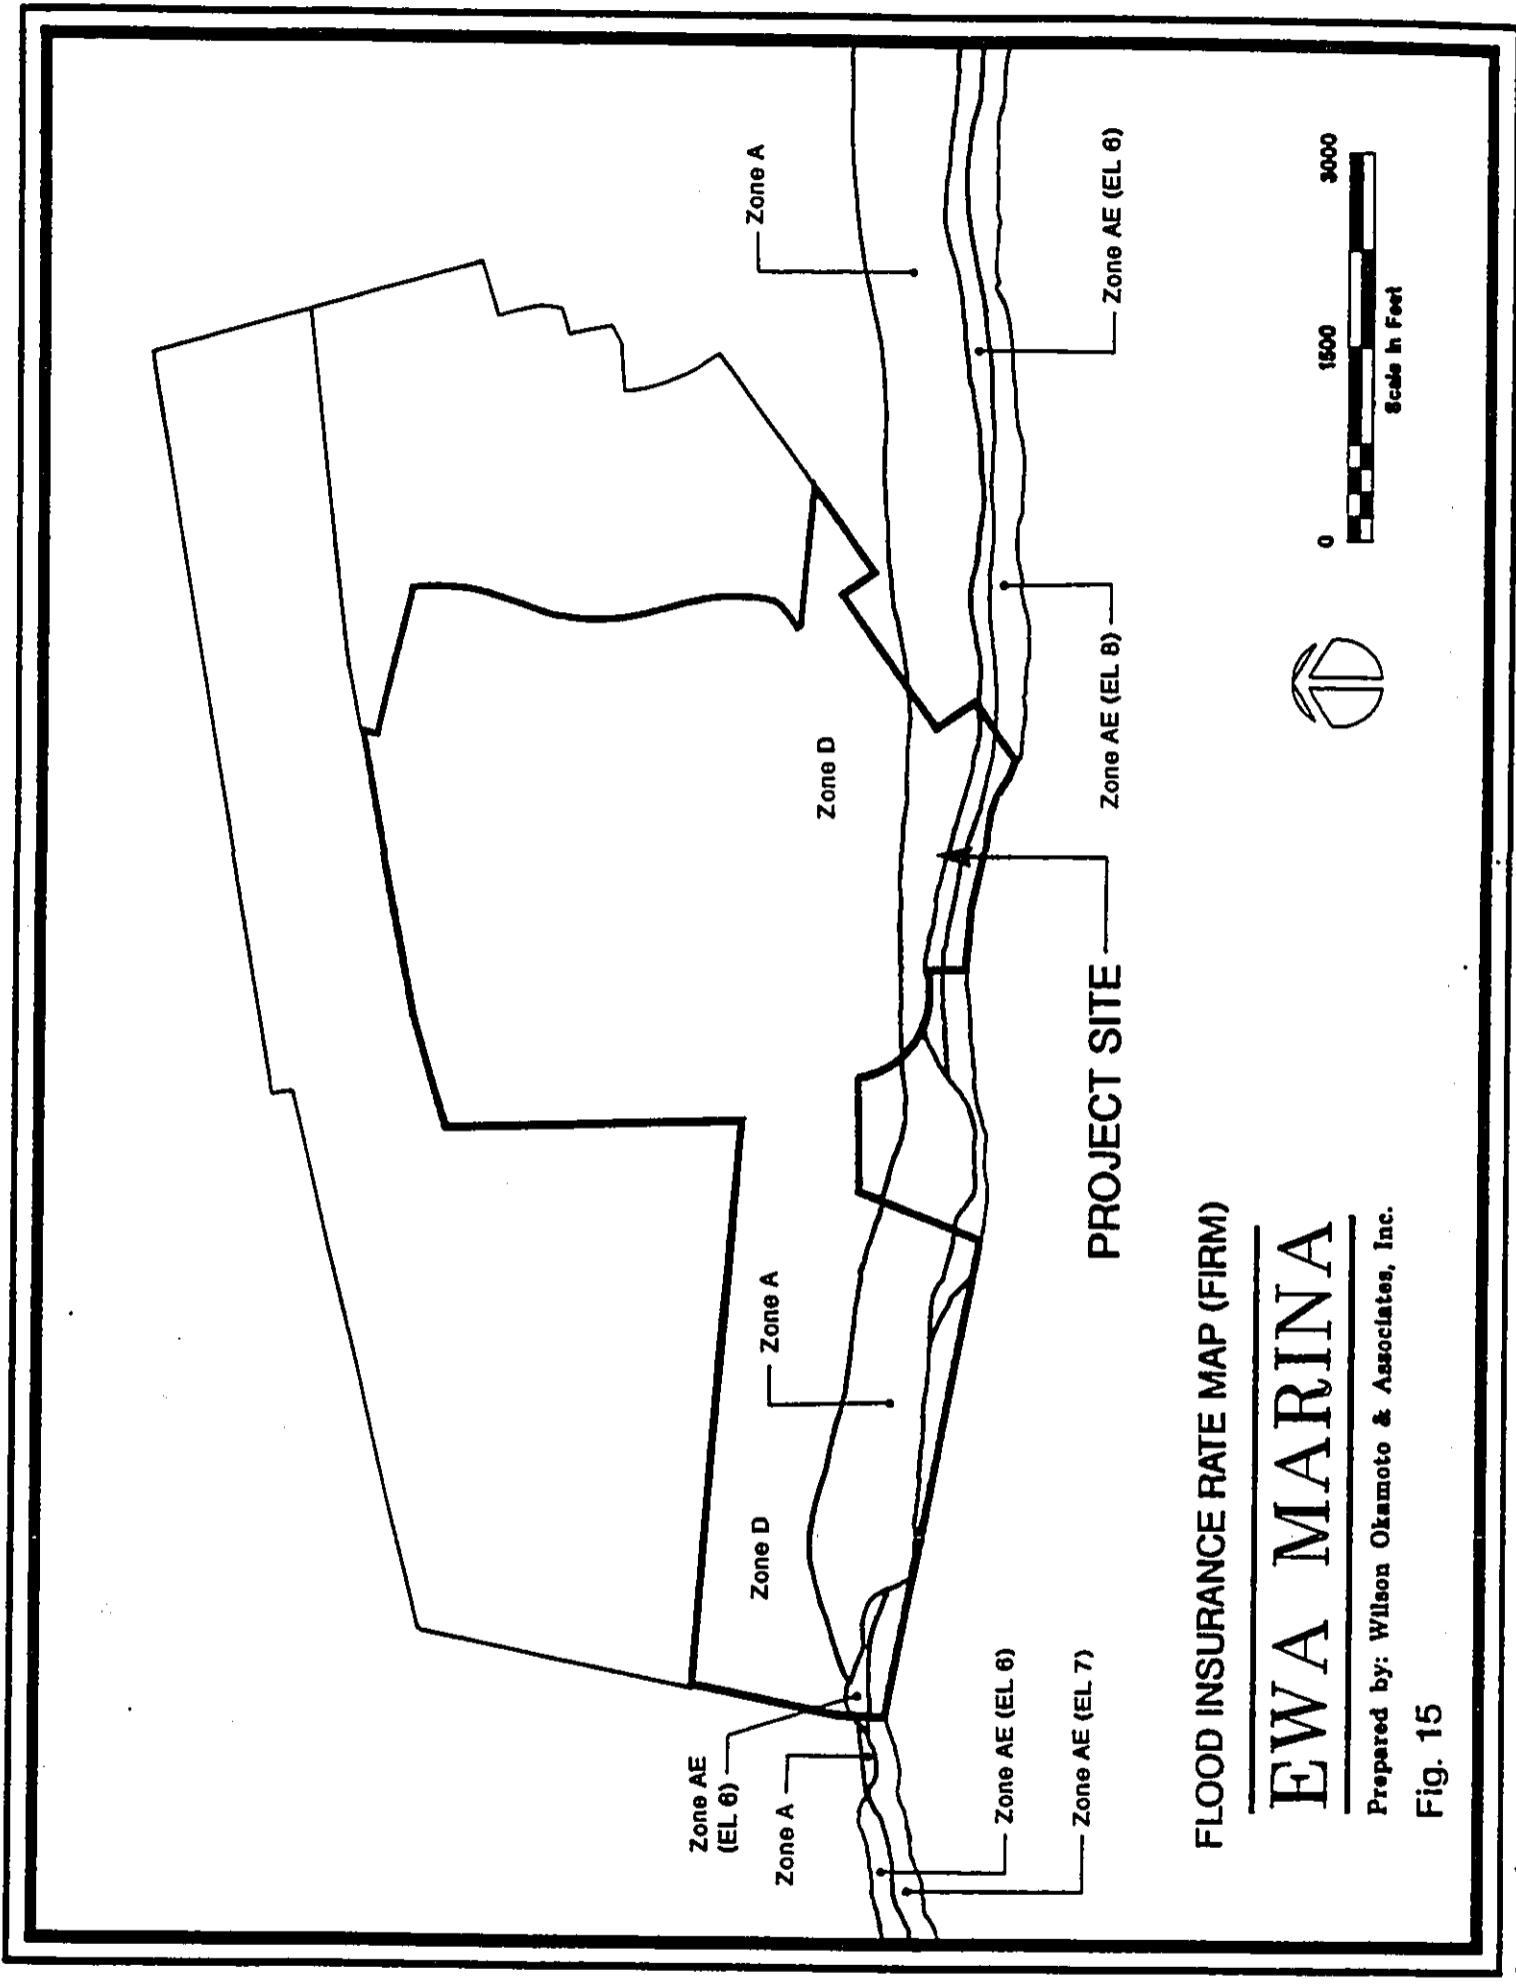 Zone A
Zone AE (EL 6)
Zone D
Zone AE (EL 8)
PROJECT SITE
Zone A
Zone D
Zone AE
(EL 6)
Zone A
Zone AE (EL 6)
Zone AE (EL 7)
0 1500 3000
Scale in Feet
FLOOD INSURANCE RATE MAP (FIRM)
EWA MARINA
Prepared by: Wilson Okamoto & Associates, Inc.
Fig. 15